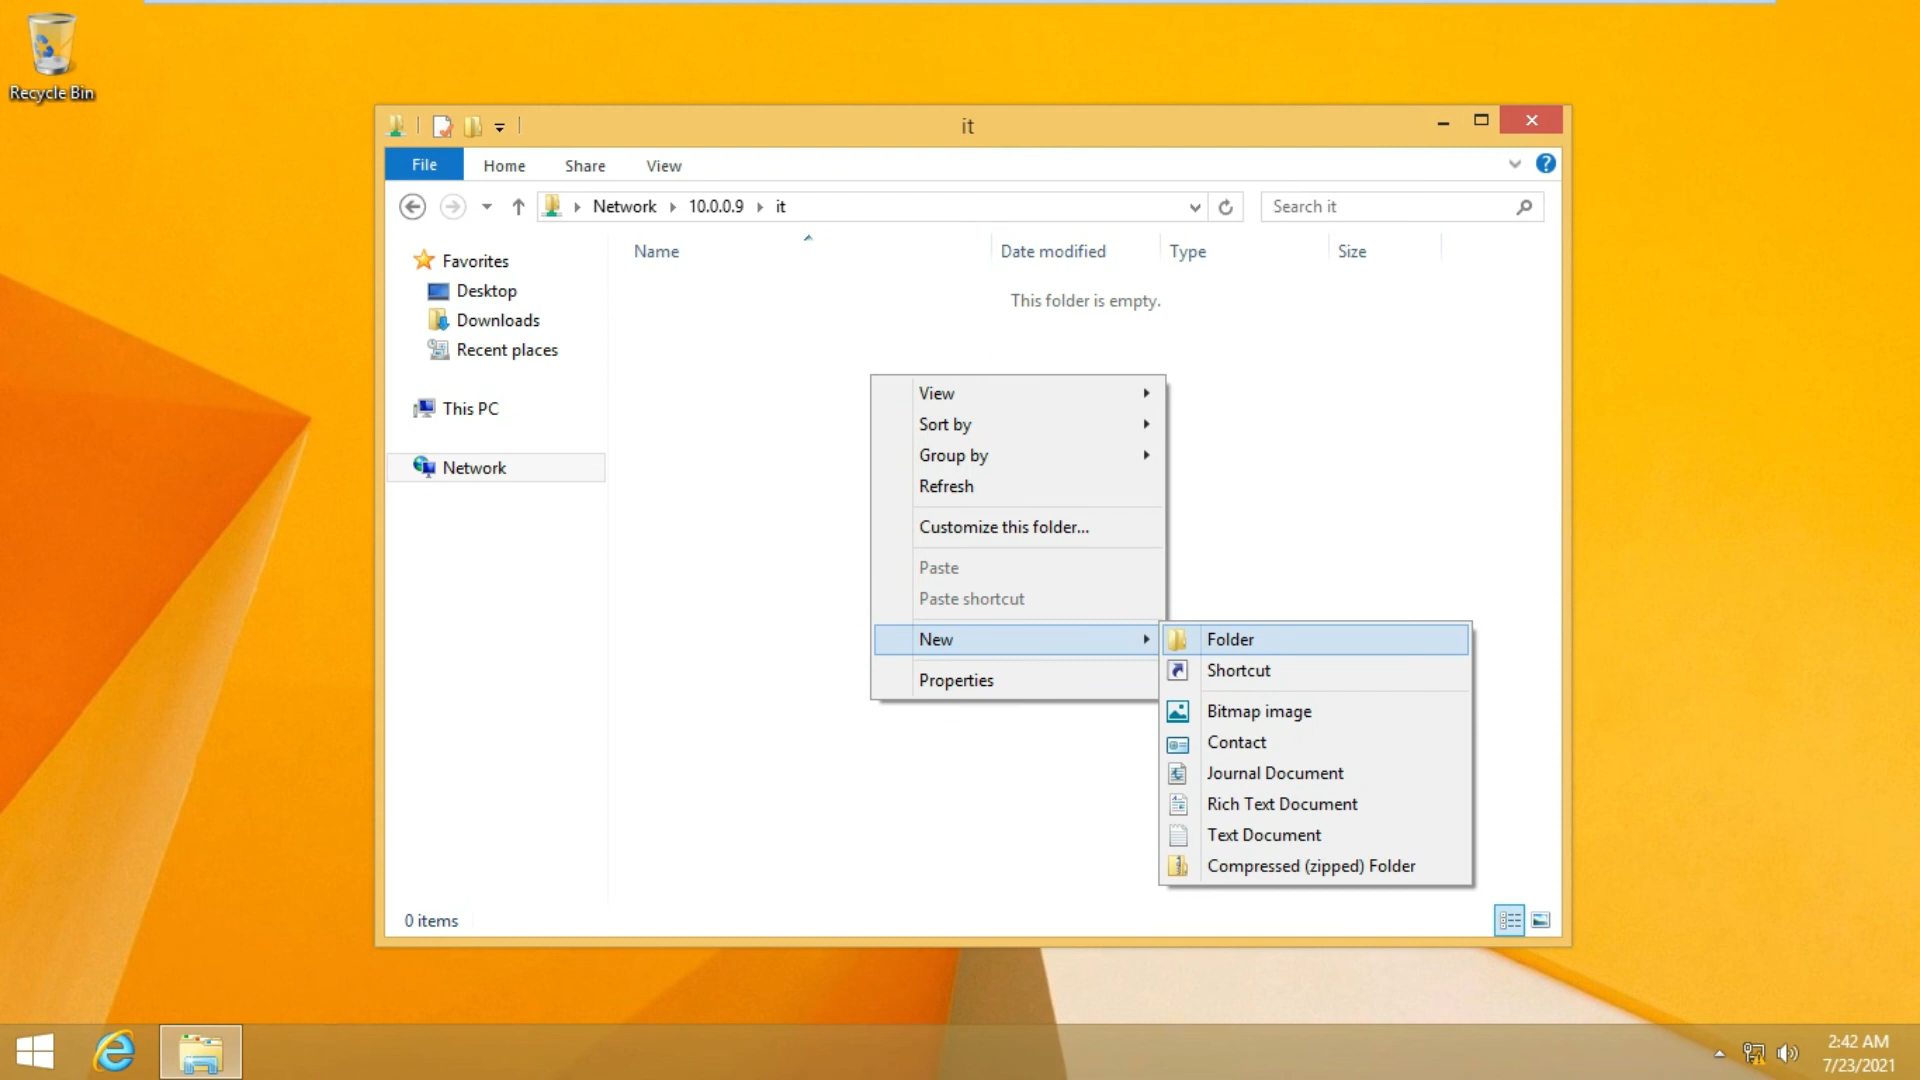 Recycle Bin
it
File
Home
Share
View
Network
10.0.0.9
it
Search it
Name
Date modified
Type
Size
This folder is empty.
Favorites
Desktop
Downloads
Recent places
This PC
Network
View
Sort by
Group by
Refresh
Customize this folder...
Paste
Paste shortcut
New
Properties
Folder
Shortcut
Bitmap image
Contact
Journal Document
Rich Text Document
Text Document
Compressed (zipped) Folder
0 items
2:42 AM
7/23/2021